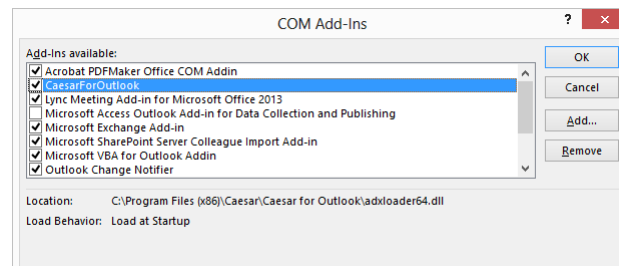 COM Add-Ins
? ×
Add-Ins available:
Acrobat PDFMaker Office COM Addin
CaesarForOutlook
Lync Meeting Add-in for Microsoft Office 2013
Microsoft Access Outlook Add-in for Data Collection and Publishing
Microsoft Exchange Add-in
Microsoft SharePoint Server Colleague Import Add-in
Microsoft VBA for Outlook Addin
Outlook Change Notifier
OK
Cancel
Add...
Remove
Location: C:\Program Files (x86)\Caesar\Caesar for Outlook\adxloader64.dll
Load Behavior: Load at Startup